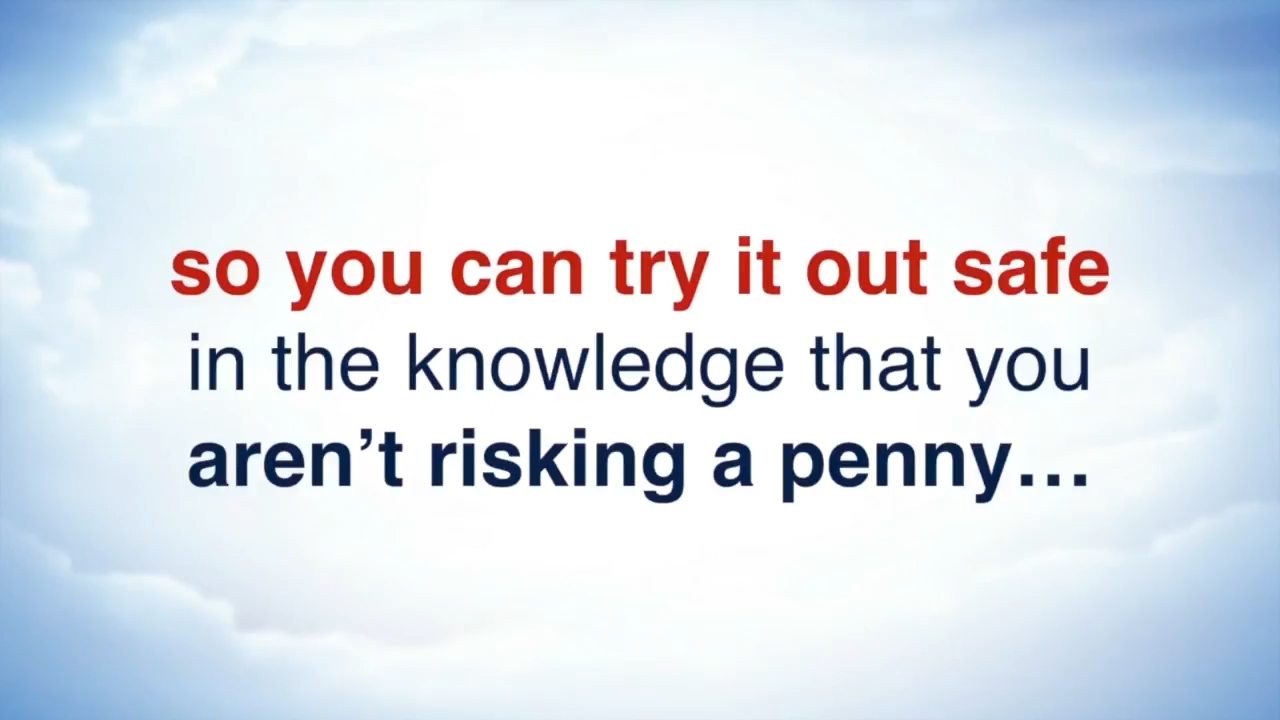 so you can try it out safe
in the knowledge that you
aren’t risking a penny…